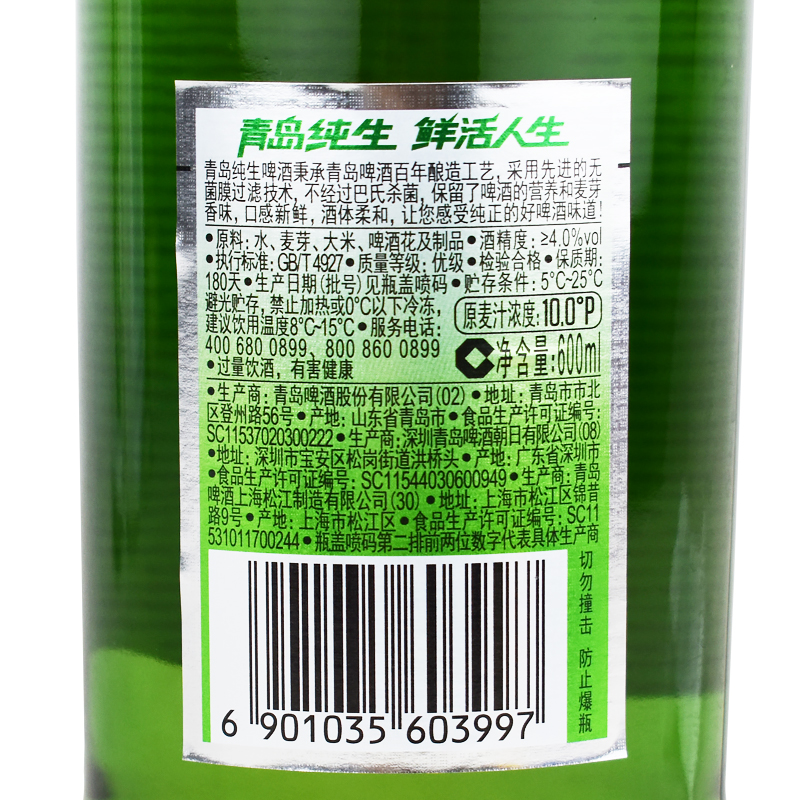 青岛纯生 鲜活人生
青岛纯生啤酒秉承青岛啤酒百年酿造工艺，采用先进的无
菌膜过滤技术，不经过巴氏杀菌，保留了啤酒的营养和麦芽
香味，口感新鲜，酒体柔和，让您感受纯正的好啤酒味道！
●原料：水、麦芽、大米、啤酒花及制品●酒精度：≥4.0%vol
●执行标准：GB/T 4927●质量等级：优级●检验合格●保质期：
180天●生产日期(批号)见瓶盖喷码●贮存条件：5°C~25°C
避光贮存，禁止加热或0°C以下冷冻，
建议饮用温度8°C~15°C●服务电话：
400 680 0899、800 860 0899
●过量饮酒，有害健康
原麦汁浓度：10.0°P
净含量：600ml
●生产商：青岛啤酒股份有限公司(02)●地址：青岛市市北
区登州路56号●产地：山东省青岛市●食品生产许可证编号：
SC11537020300222●生产商：深圳青岛啤酒朝日有限公司(08)
●地址：深圳市宝安区松岗街道洪桥头●产地：广东省深圳市
●食品生产许可证编号：SC11544030600949●生产商：青岛
啤酒上海松江制造有限公司(30)●地址：上海市松江区锦昔
路9号●产地：上海市松江区●食品生产许可证编号：SC11
531011700244●瓶盖喷码第二排前两位数字代表具体生产商
切勿撞击 防止爆瓶
6 901035 603997